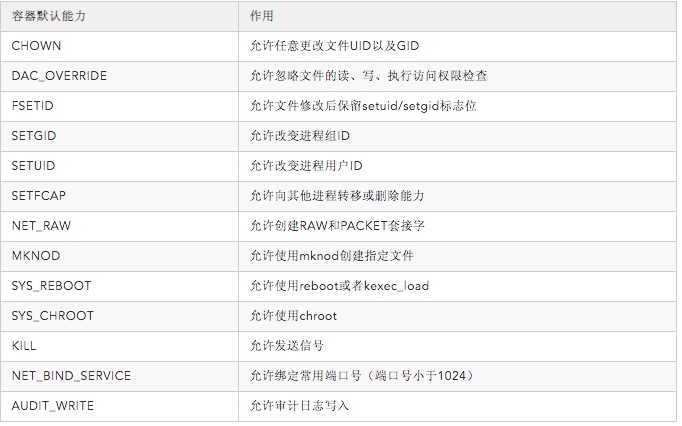 容器默认能力 作用
CHOWN 允许任意更改文件UID以及GID
DAC_OVERRIDE 允许忽略文件的读、写、执行访问权限检查
FSETID 允许文件修改后保留setuid/setgid标志位
SETGID 允许改变进程组ID
SETUID 允许改变进程用户ID
SETFCAP 允许向其他进程转移或删除能力
NET_RAW 允许创建RAW和PACKET套接字
MKNOD 允许使用mknod创建指定文件
SYS_REBOOT 允许使用reboot或者kexec_load
SYS_CHROOT 允许使用chroot
KILL 允许发送信号
NET_BIND_SERVICE 允许绑定常用端口号（端口号小于1024）
AUDIT_WRITE 允许审计日志写入